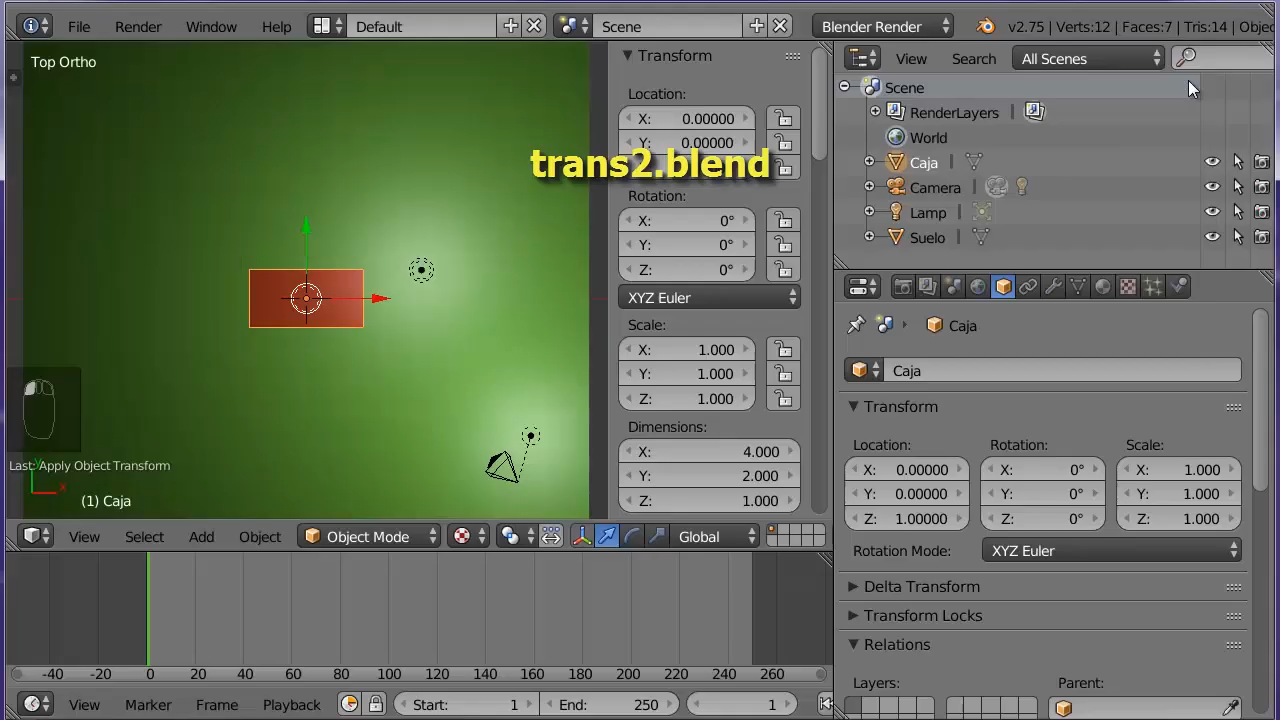 File Render Window Help Default Scene Blender Render v2.75 | Verts:12 | Faces:7 | Tris:14 | Objec
Top Ortho
Transform
Location:
X: 0.00000
Y: 0.00000
trans2.blend
Rotation:
X: 0°
Y: 0°
Z: 0°
XYZ Euler
Scale:
X: 1.000
Y: 1.000
Z: 1.000
Dimensions:
X: 4.000
Y: 2.000
Z: 1.000
Last: Apply Object Transform
y
x
(1) Caja
View Select Add Object Object Mode Global
-40 -20 0 20 40 60 80 100 120 140 160 180 200 220 240 260
View Marker Frame Playback Start: 1 End: 250 1
View Search All Scenes
Scene
RenderLayers |
World
Caja |
Camera |
Lamp |
Suelo |
Caja
Caja
Transform
Location: Rotation: Scale:
X: 0.00000 X: 0° X: 1.000
Y: 0.00000 Y: 0° Y: 1.000
Z: 1.00000 Z: 0° Z: 1.000
Rotation Mode: XYZ Euler
Delta Transform
Transform Locks
Relations
Layers: Parent: